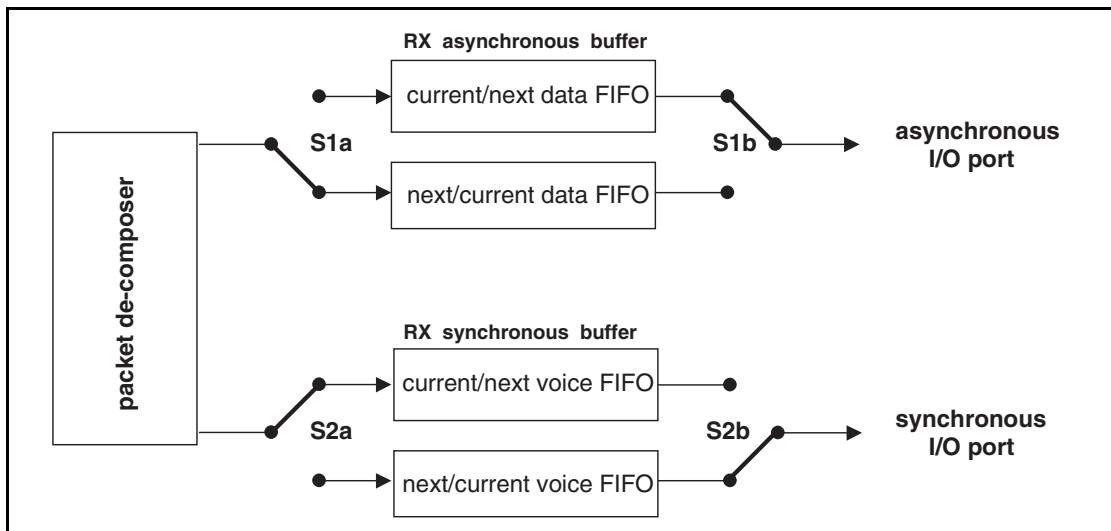 RX asynchronous buffer
current/next data FIFO
S1a
S1b
asynchronous
I/O port
next/current data FIFO
packet de-composer
RX synchronous buffer
current/next voice FIFO
S2a
S2b
synchronous
I/O port
next/current voice FIFO